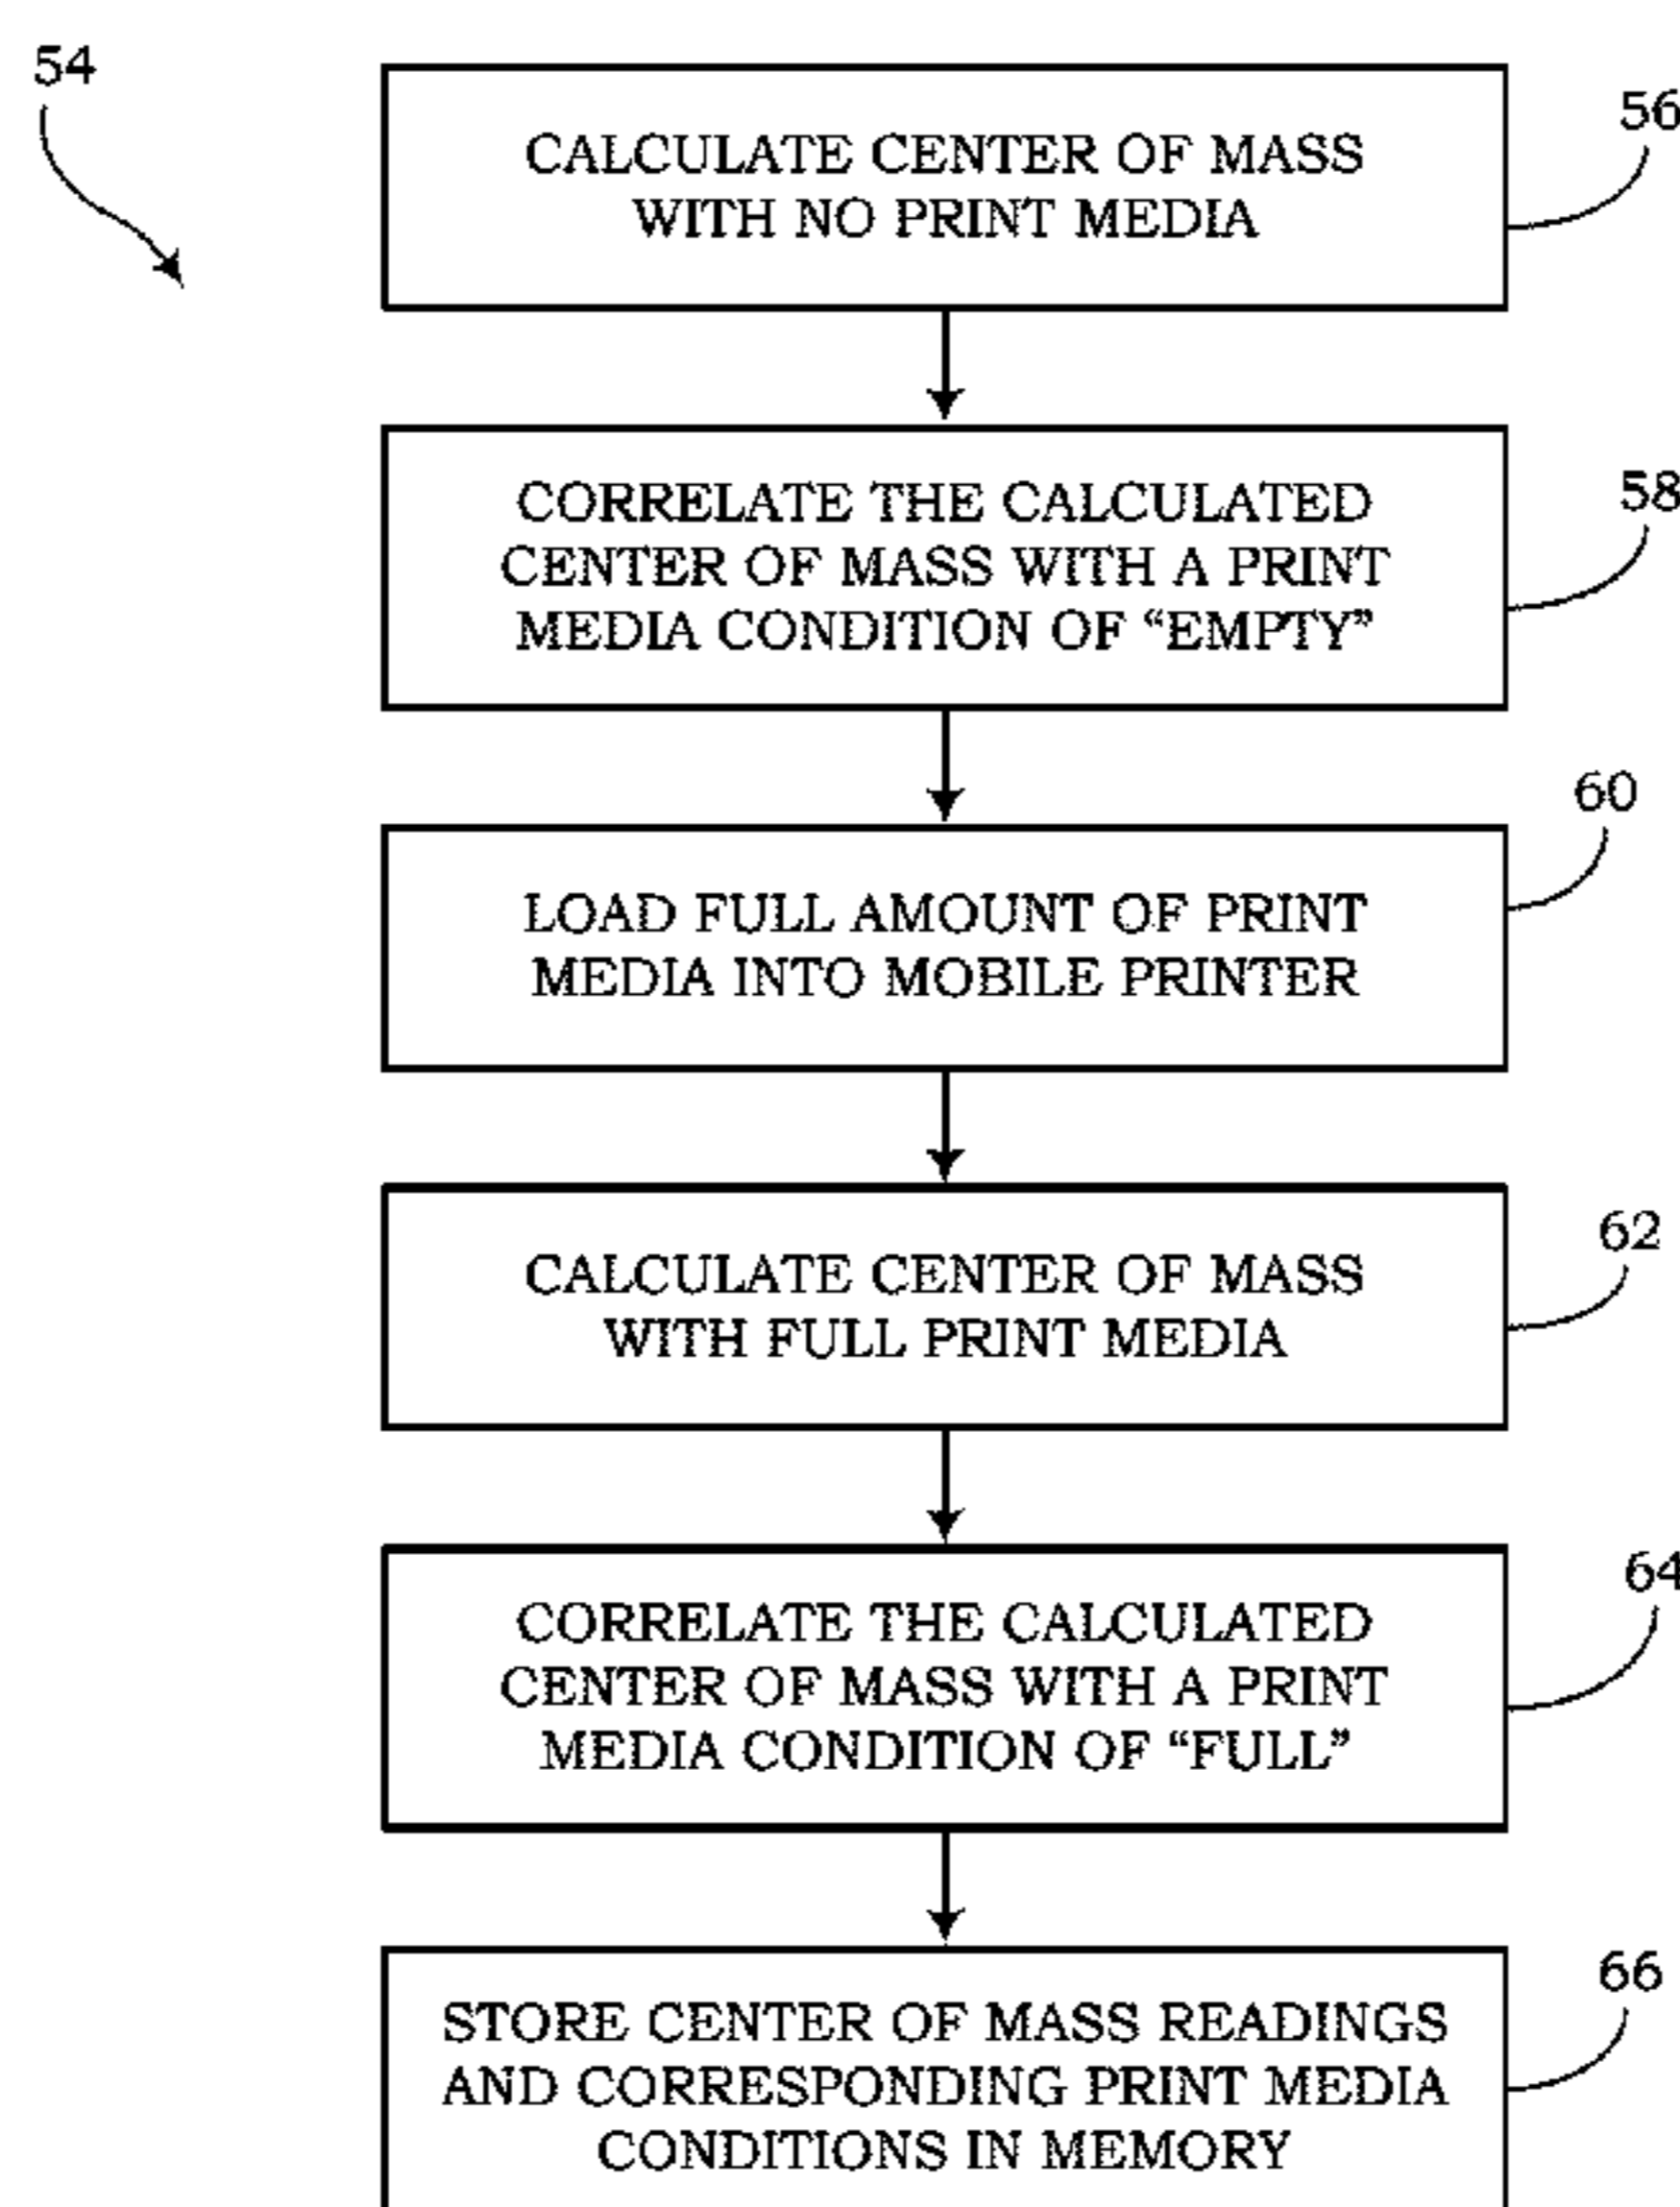 54
56
CALCULATE CENTER OF MASS
WITH NO PRINT MEDIA
58
CORRELATE THE CALCULATED
CENTER OF MASS WITH A PRINT
MEDIA CONDITION OF “EMPTY”
60
LOAD FULL AMOUNT OF PRINT
MEDIA INTO MOBILE PRINTER
62
CALCULATE CENTER OF MASS
WITH FULL PRINT MEDIA
64
CORRELATE THE CALCULATED
CENTER OF MASS WITH A PRINT
MEDIA CONDITION OF “FULL”
66
STORE CENTER OF MASS READINGS
AND CORRESPONDING PRINT MEDIA
CONDITIONS IN MEMORY